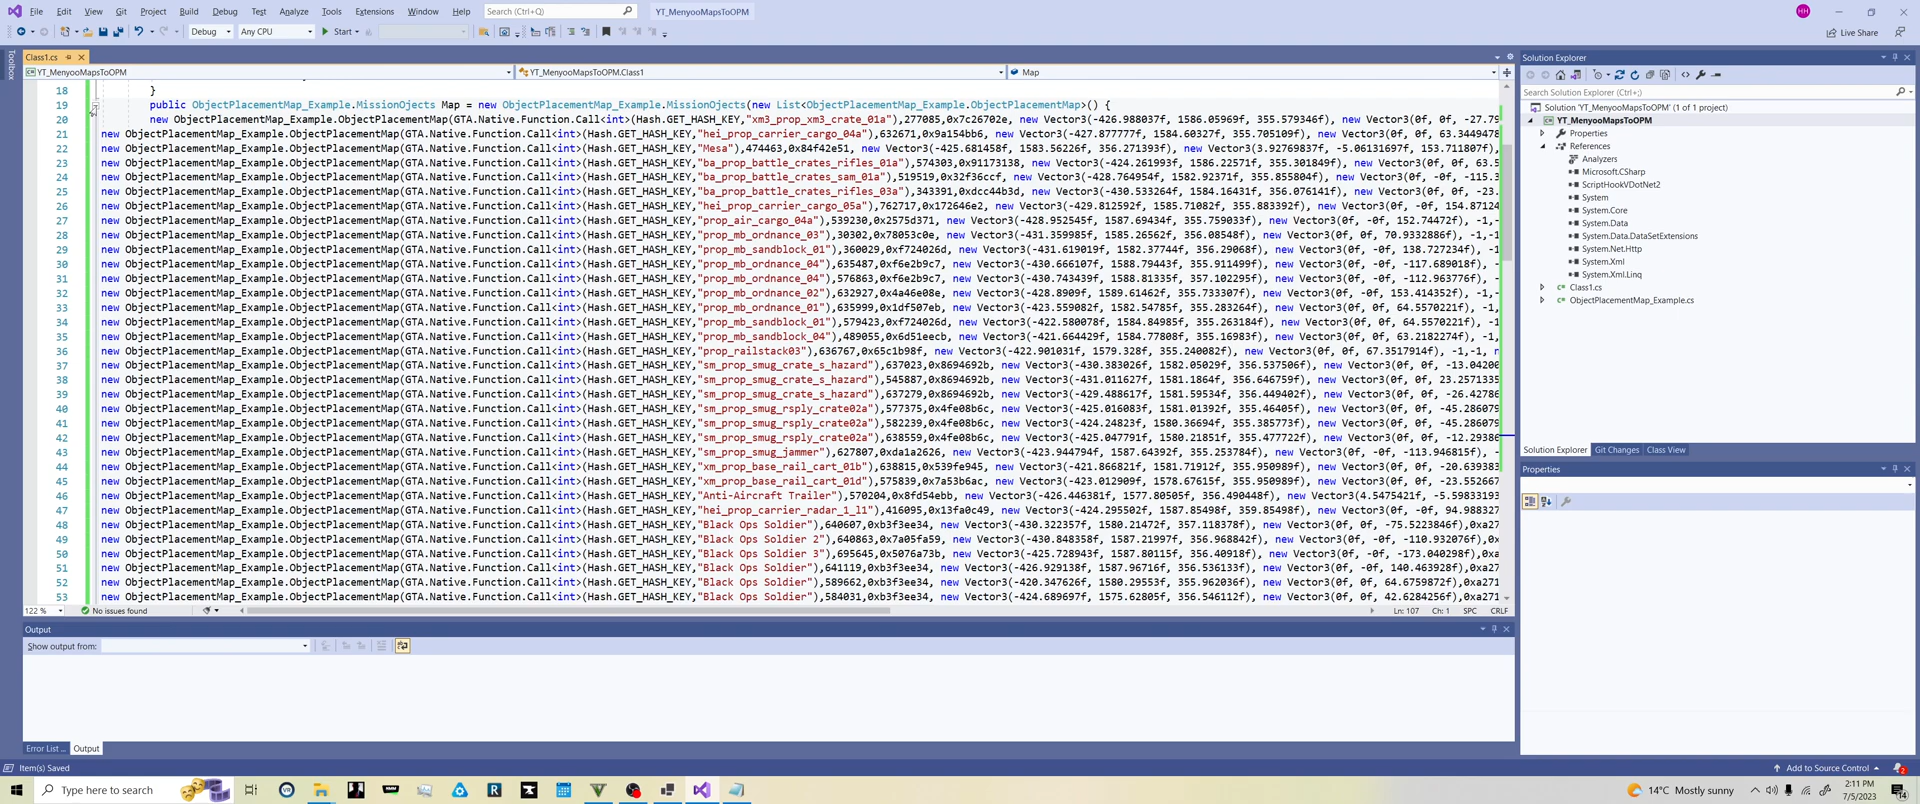 File Edit View Git Project Build Debug Test Analyze Tools Extensions Window Help Search (Ctrl+Q) YT_MenyooMapsToOPM HH
Debug Any CPU Start Live Share
Toolbox
Class1.cs
YT_MenyooMapsToOPM YT_MenyooMapsToOPM.Class1 Map
18 }
19 public ObjectPlacementMap_Example.MissionOjects Map = new ObjectPlacementMap_Example.MissionOjects(new List<ObjectPlacementMap_Example.ObjectPlacementMap>() {
20 new ObjectPlacementMap_Example.ObjectPlacementMap(GTA.Native.Function.Call<int>(Hash.GET_HASH_KEY,"xm3_prop_xm3_crate_01a"),277085,0x7c26702e, new Vector3(-426.988037f, 1586.05969f, 355.579346f), new Vector3(0f, 0f, -27.79
21 new ObjectPlacementMap_Example.ObjectPlacementMap(GTA.Native.Function.Call<int>(Hash.GET_HASH_KEY,"hei_prop_carrier_cargo_04a"),632671,0x9a154bb6, new Vector3(-427.877777f, 1584.60327f, 355.705109f), new Vector3(0f, 0f, 63.3449478
22 new ObjectPlacementMap_Example.ObjectPlacementMap(GTA.Native.Function.Call<int>(Hash.GET_HASH_KEY,"Mesa"),474463,0x84f42e51, new Vector3(-425.681458f, 1583.56226f, 356.271393f), new Vector3(3.92769837f, -5.06131697f, 153.711807f),
23 new ObjectPlacementMap_Example.ObjectPlacementMap(GTA.Native.Function.Call<int>(Hash.GET_HASH_KEY,"ba_prop_battle_crates_rifles_01a"),574303,0x91173138, new Vector3(-424.261993f, 1586.22571f, 355.301849f), new Vector3(0f, 0f, 63.5
24 new ObjectPlacementMap_Example.ObjectPlacementMap(GTA.Native.Function.Call<int>(Hash.GET_HASH_KEY,"ba_prop_battle_crates_sam_01a"),519519,0x32f36ccf, new Vector3(-428.764954f, 1582.92371f, 355.855804f), new Vector3(0f, -0f, -115.3
25 new ObjectPlacementMap_Example.ObjectPlacementMap(GTA.Native.Function.Call<int>(Hash.GET_HASH_KEY,"ba_prop_battle_crates_rifles_03a"),343391,0xdcc44b3d, new Vector3(-430.533264f, 1584.16431f, 356.076141f), new Vector3(0f, 0f, -23.
26 new ObjectPlacementMap_Example.ObjectPlacementMap(GTA.Native.Function.Call<int>(Hash.GET_HASH_KEY,"hei_prop_carrier_cargo_05a"),762717,0x172646e2, new Vector3(-429.812592f, 1585.71082f, 355.883392f), new Vector3(0f, -0f, 154.87124
27 new ObjectPlacementMap_Example.ObjectPlacementMap(GTA.Native.Function.Call<int>(Hash.GET_HASH_KEY,"prop_air_cargo_04a"),539230,0x2575d371, new Vector3(-428.952545f, 1587.69434f, 355.759033f), new Vector3(0f, -0f, 152.74472f), -1,
28 new ObjectPlacementMap_Example.ObjectPlacementMap(GTA.Native.Function.Call<int>(Hash.GET_HASH_KEY,"prop_mb_ordnance_03"),30302,0x78053c0e, new Vector3(-431.359985f, 1585.26562f, 356.08548f), new Vector3(0f, 0f, 70.9332886f), -1,-1
29 new ObjectPlacementMap_Example.ObjectPlacementMap(GTA.Native.Function.Call<int>(Hash.GET_HASH_KEY,"prop_mb_sandblock_01"),360029,0xf724026d, new Vector3(-431.619019f, 1582.37744f, 356.29068f), new Vector3(0f, -0f, 138.727234f), -1
30 new ObjectPlacementMap_Example.ObjectPlacementMap(GTA.Native.Function.Call<int>(Hash.GET_HASH_KEY,"prop_mb_ordnance_04"),635487,0xf6e2b9c7, new Vector3(-430.666107f, 1588.79443f, 355.911499f), new Vector3(0f, -0f, -117.689018f), -
31 new ObjectPlacementMap_Example.ObjectPlacementMap(GTA.Native.Function.Call<int>(Hash.GET_HASH_KEY,"prop_mb_ordnance_04"),576863,0xf6e2b9c7, new Vector3(-430.743439f, 1588.81335f, 357.102295f), new Vector3(0f, -0f, -112.963776f), -
32 new ObjectPlacementMap_Example.ObjectPlacementMap(GTA.Native.Function.Call<int>(Hash.GET_HASH_KEY,"prop_mb_ordnance_02"),632927,0x4a46e08e, new Vector3(-428.8909f, 1589.61462f, 355.733307f), new Vector3(0f, -0f, 153.414352f), -1,-
33 new ObjectPlacementMap_Example.ObjectPlacementMap(GTA.Native.Function.Call<int>(Hash.GET_HASH_KEY,"prop_mb_ordnance_01"),635999,0x1df507eb, new Vector3(-423.559082f, 1582.54785f, 355.283264f), new Vector3(0f, 0f, 64.5570221f), -1,
34 new ObjectPlacementMap_Example.ObjectPlacementMap(GTA.Native.Function.Call<int>(Hash.GET_HASH_KEY,"prop_mb_sandblock_01"),579423,0xf724026d, new Vector3(-422.580078f, 1584.84985f, 355.263184f), new Vector3(0f, 0f, 64.5570221f), -1
35 new ObjectPlacementMap_Example.ObjectPlacementMap(GTA.Native.Function.Call<int>(Hash.GET_HASH_KEY,"prop_mb_sandblock_04"),489055,0x6d51eecb, new Vector3(-421.664429f, 1584.77808f, 355.16983f), new Vector3(0f, 0f, 63.2182274f), -1
36 new ObjectPlacementMap_Example.ObjectPlacementMap(GTA.Native.Function.Call<int>(Hash.GET_HASH_KEY,"prop_railstack03"),636767,0x65c1b98f, new Vector3(-422.901031f, 1579.328f, 355.240082f), new Vector3(0f, 0f, 67.3517914f), -1,-1, n
37 new ObjectPlacementMap_Example.ObjectPlacementMap(GTA.Native.Function.Call<int>(Hash.GET_HASH_KEY,"sm_prop_smug_crate_s_hazard"),637023,0x8694692b, new Vector3(-430.383026f, 1582.05029f, 356.537506f), new Vector3(0f, 0f, -13.04200
38 new ObjectPlacementMap_Example.ObjectPlacementMap(GTA.Native.Function.Call<int>(Hash.GET_HASH_KEY,"sm_prop_smug_crate_s_hazard"),545887,0x8694692b, new Vector3(-431.011627f, 1581.1864f, 356.646759f), new Vector3(0f, 0f, 23.2571335
39 new ObjectPlacementMap_Example.ObjectPlacementMap(GTA.Native.Function.Call<int>(Hash.GET_HASH_KEY,"sm_prop_smug_crate_s_hazard"),637279,0x8694692b, new Vector3(-429.488617f, 1581.59534f, 356.449402f), new Vector3(0f, 0f, -26.42786
40 new ObjectPlacementMap_Example.ObjectPlacementMap(GTA.Native.Function.Call<int>(Hash.GET_HASH_KEY,"sm_prop_smug_rsply_crate02a"),577375,0x4fe08b6c, new Vector3(-425.016083f, 1581.01392f, 355.46405f), new Vector3(0f, 0f, -45.286079
41 new ObjectPlacementMap_Example.ObjectPlacementMap(GTA.Native.Function.Call<int>(Hash.GET_HASH_KEY,"sm_prop_smug_rsply_crate02a"),582239,0x4fe08b6c, new Vector3(-424.24823f, 1580.36694f, 355.385773f), new Vector3(0f, 0f, -45.286079
42 new ObjectPlacementMap_Example.ObjectPlacementMap(GTA.Native.Function.Call<int>(Hash.GET_HASH_KEY,"sm_prop_smug_rsply_crate02a"),638559,0x4fe08b6c, new Vector3(-425.047791f, 1580.21851f, 355.477722f), new Vector3(0f, 0f, -12.29386
43 new ObjectPlacementMap_Example.ObjectPlacementMap(GTA.Native.Function.Call<int>(Hash.GET_HASH_KEY,"sm_prop_smug_jammer"),627807,0xda1a2626, new Vector3(-423.944794f, 1587.64392f, 355.253784f), new Vector3(0f, -0f, -113.946815f), -
44 new ObjectPlacementMap_Example.ObjectPlacementMap(GTA.Native.Function.Call<int>(Hash.GET_HASH_KEY,"xm_prop_base_rail_cart_01b"),638815,0x539fe945, new Vector3(-421.866821f, 1581.71912f, 355.950989f), new Vector3(0f, 0f, -20.639383
45 new ObjectPlacementMap_Example.ObjectPlacementMap(GTA.Native.Function.Call<int>(Hash.GET_HASH_KEY,"xm_prop_base_rail_cart_01d"),575839,0x7a53b6ac, new Vector3(-423.012909f, 1578.67615f, 355.950989f), new Vector3(0f, 0f, -23.552667
46 new ObjectPlacementMap_Example.ObjectPlacementMap(GTA.Native.Function.Call<int>(Hash.GET_HASH_KEY,"Anti-Aircraft Trailer"),570204,0x8fd54ebb, new Vector3(-426.446381f, 1577.80505f, 356.490448f), new Vector3(4.5475421f, -5.59833193
47 new ObjectPlacementMap_Example.ObjectPlacementMap(GTA.Native.Function.Call<int>(Hash.GET_HASH_KEY,"hei_prop_carrier_radar_1_l1"),416095,0x13fa0c49, new Vector3(-424.295502f, 1587.85498f, 359.85498f), new Vector3(0f, -0f, 94.988327
48 new ObjectPlacementMap_Example.ObjectPlacementMap(GTA.Native.Function.Call<int>(Hash.GET_HASH_KEY,"Black Ops Soldier"),640607,0xb3f3ee34, new Vector3(-430.322357f, 1580.21472f, 357.118378f), new Vector3(0f, 0f, -75.5223846f),0xa27
49 new ObjectPlacementMap_Example.ObjectPlacementMap(GTA.Native.Function.Call<int>(Hash.GET_HASH_KEY,"Black Ops Soldier 2"),640863,0x7a05fa59, new Vector3(-430.848358f, 1587.21997f, 356.968842f), new Vector3(0f, -0f, -110.932076f),0x
50 new ObjectPlacementMap_Example.ObjectPlacementMap(GTA.Native.Function.Call<int>(Hash.GET_HASH_KEY,"Black Ops Soldier 3"),695645,0x5076a73b, new Vector3(-425.728943f, 1587.80115f, 356.40918f), new Vector3(0f, -0f, -173.040298f),0xa
51 new ObjectPlacementMap_Example.ObjectPlacementMap(GTA.Native.Function.Call<int>(Hash.GET_HASH_KEY,"Black Ops Soldier"),641119,0xb3f3ee34, new Vector3(-426.929138f, 1587.96716f, 356.536133f), new Vector3(0f, -0f, 140.463928f),0xa271
52 new ObjectPlacementMap_Example.ObjectPlacementMap(GTA.Native.Function.Call<int>(Hash.GET_HASH_KEY,"Black Ops Soldier"),589662,0xb3f3ee34, new Vector3(-420.347626f, 1580.29553f, 355.962036f), new Vector3(0f, 0f, 64.6759872f),0xa271
53 new ObjectPlacementMap_Example.ObjectPlacementMap(GTA.Native.Function.Call<int>(Hash.GET_HASH_KEY,"Black Ops Soldier"),584031,0xb3f3ee34, new Vector3(-424.689697f, 1575.62805f, 356.546112f), new Vector3(0f, 0f, 42.6284256f),0xa271
122 % No issues found Ln: 107 Ch: 1 SPC CRLF
Output
Show output from:
Error List ... Output
Solution Explorer
Search Solution Explorer (Ctrl+;)
Solution 'YT_MenyooMapsToOPM' (1 of 1 project)
YT_MenyooMapsToOPM
Properties
References
Analyzers
Microsoft.CSharp
ScriptHookVDotNet2
System
System.Core
System.Data
System.Data.DataSetExtensions
System.Net.Http
System.Xml
System.Xml.Linq
Class1.cs
ObjectPlacementMap_Example.cs
Solution Explorer Git Changes Class View
Properties
Item(s) Saved Add to Source Control 2
Type here to search 14°C Mostly sunny 2:11 PM
7/5/2023 14